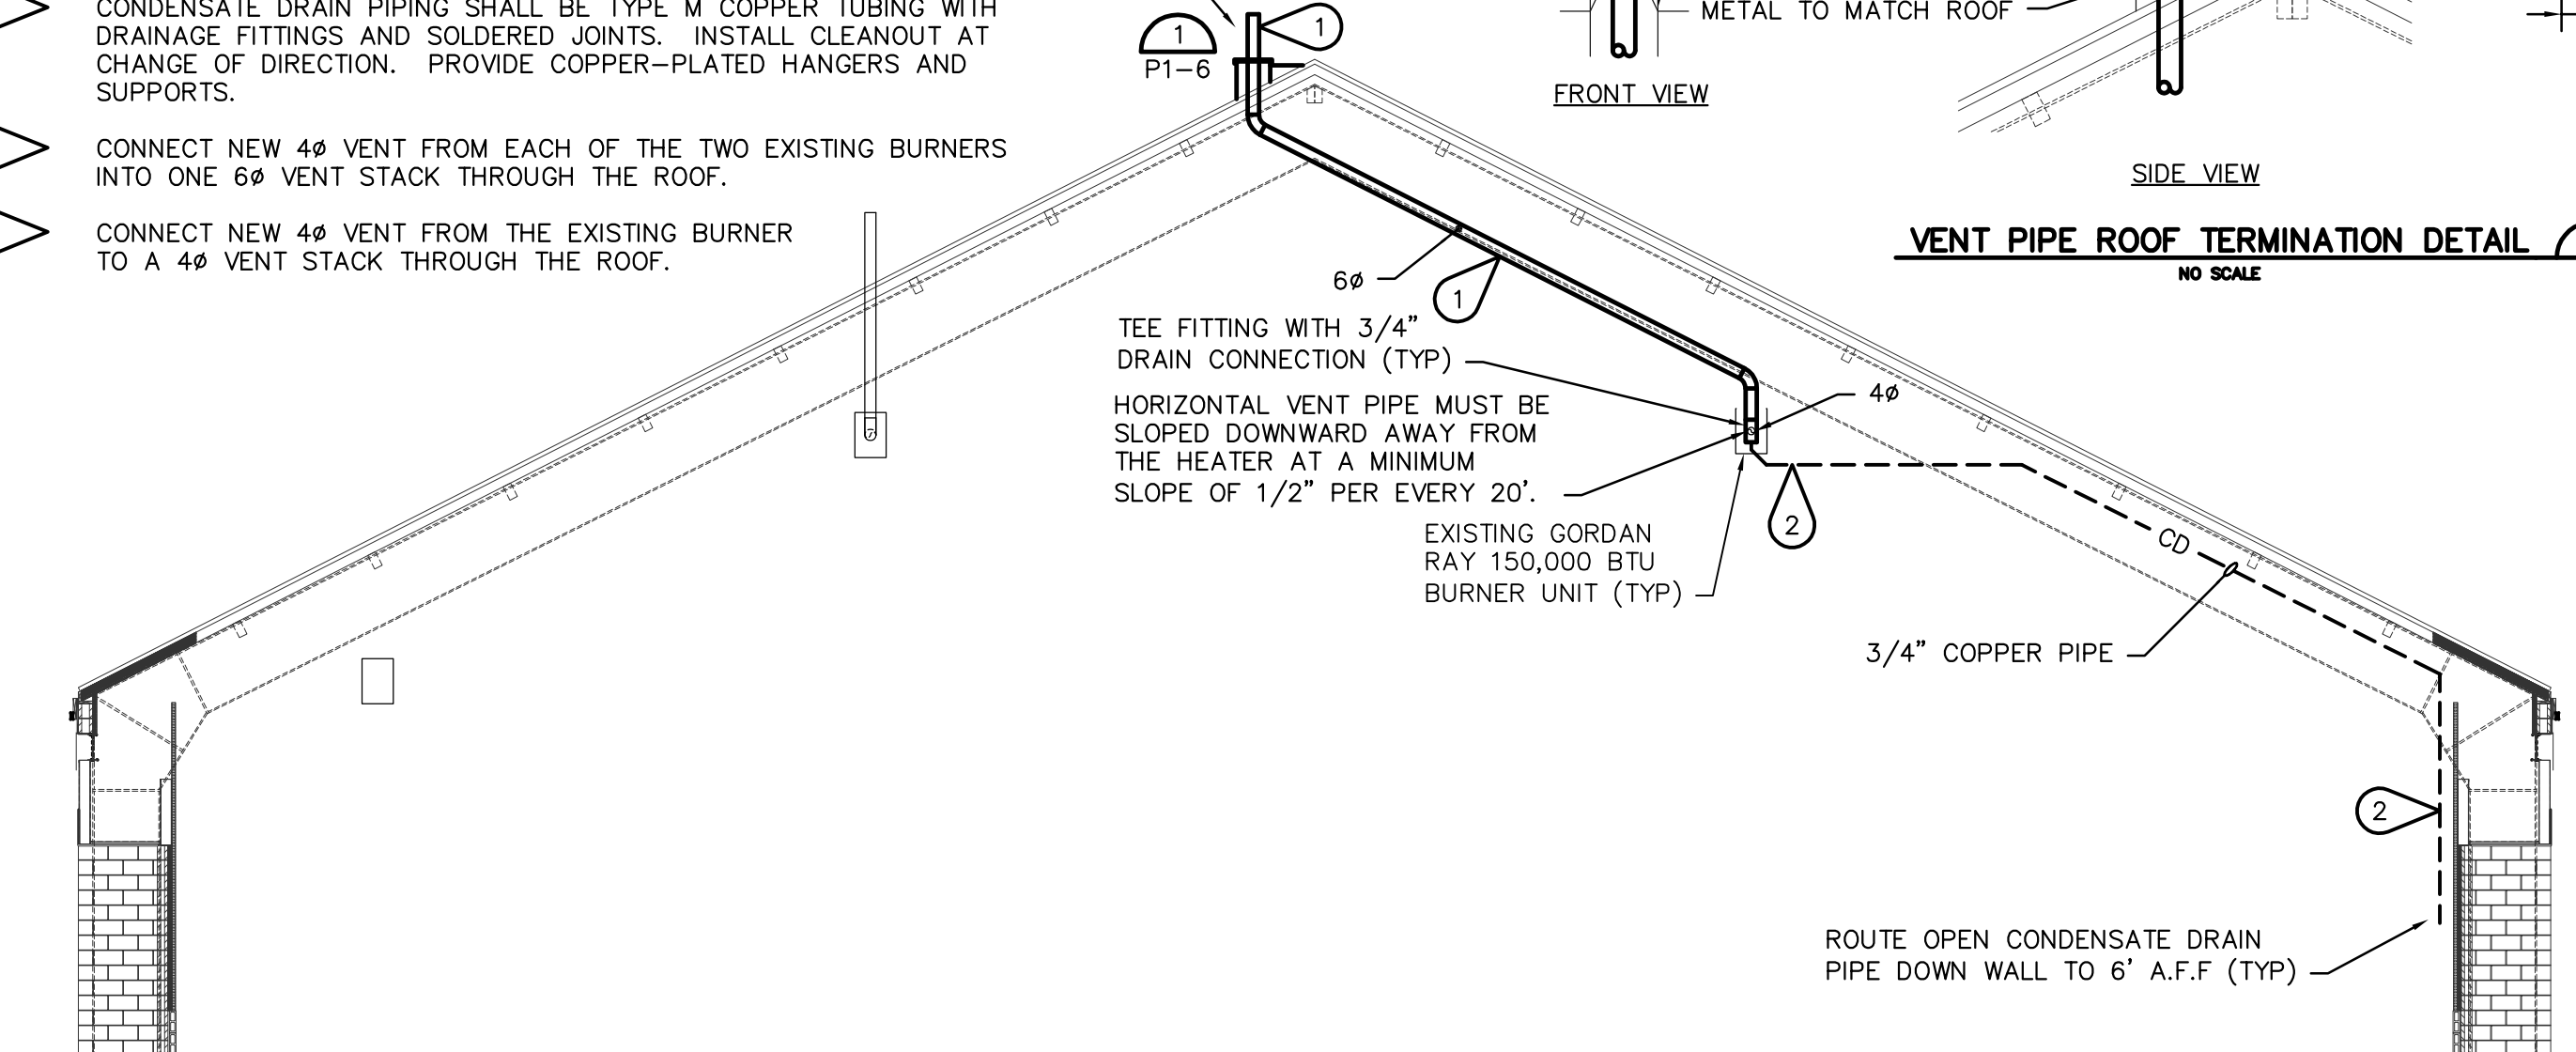 CONDENSATE DRAIN PIPING SHALL BE TYPE M COPPER TUBING WITH
DRAINAGE FITTINGS AND SOLDERED JOINTS.  INSTALL CLEANOUT AT
CHANGE OF DIRECTION.  PROVIDE COPPER-PLATED HANGERS AND
SUPPORTS.
CONNECT NEW 4ø VENT FROM EACH OF THE TWO EXISTING BURNERS
INTO ONE 6ø VENT STACK THROUGH THE ROOF.
CONNECT NEW 4ø VENT FROM THE EXISTING BURNER
TO A 4ø VENT STACK THROUGH THE ROOF.
1
P1-6
1
METAL TO MATCH ROOF
FRONT VIEW
SIDE VIEW
VENT PIPE ROOF TERMINATION DETAIL
NO SCALE
6ø
1
TEE FITTING WITH 3/4"
DRAIN CONNECTION (TYP)
HORIZONTAL VENT PIPE MUST BE
SLOPED DOWNWARD AWAY FROM
THE HEATER AT A MINIMUM
SLOPE OF 1/2" PER EVERY 20'.
4ø
EXISTING GORDAN
RAY 150,000 BTU
BURNER UNIT (TYP)
2
CD
3/4" COPPER PIPE
2
ROUTE OPEN CONDENSATE DRAIN
PIPE DOWN WALL TO 6' A.F.F (TYP)